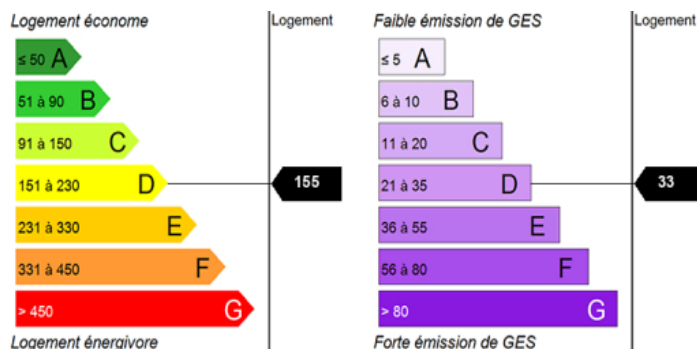 Logement économe
Logement
≤ 50 A
51 à 90 B
91 à 150 C
151 à 230 D
155
231 à 330 E
331 à 450 F
> 450 G
Logement énergivore
Faible émission de GES
Logement
≤ 5 A
6 à 10 B
11 à 20 C
21 à 35 D
33
36 à 55 E
56 à 80 F
> 80 G
Forte émission de GES